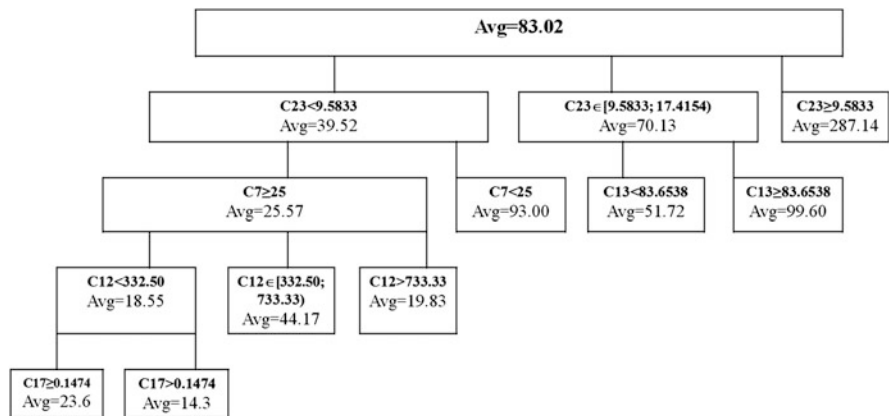 Avg=83.02
C23<9.5833
Avg=39.52
C23∈[9.5833; 17.4154)
Avg=70.13
C23≥9.5833
Avg=287.14
C7≥25
Avg=25.57
C7<25
Avg=93.00
C13<83.6538
Avg=51.72
C13≥83.6538
Avg=99.60
C12<332.50
Avg=18.55
C12∈[332.50;
733.33)
Avg=44.17
C12>733.33
Avg=19.83
C17≥0.1474
Avg=23.6
C17>0.1474
Avg=14.3